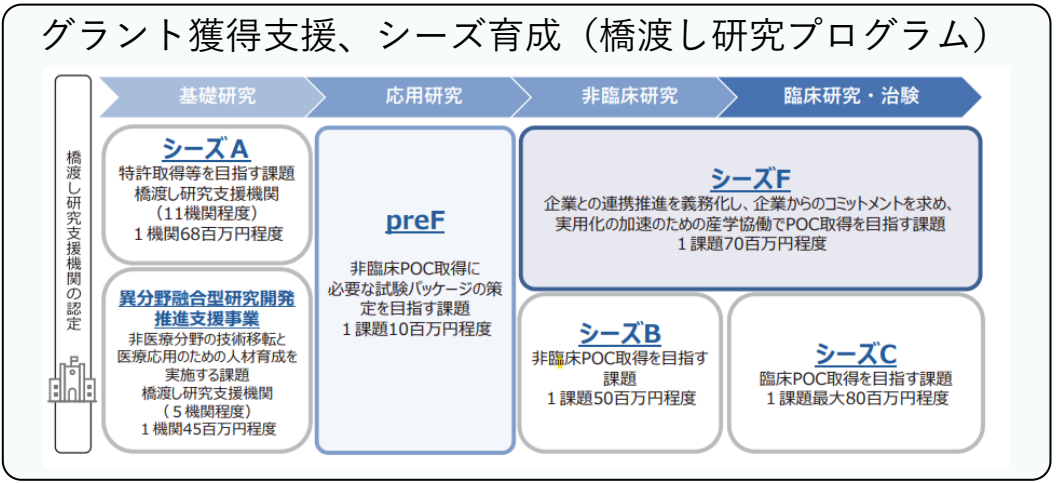 グラント獲得支援、シーズ育成（橋渡し研究プログラム）
橋渡し研究支援機関の認定
基礎研究
応用研究
非臨床研究
臨床研究・治験
シーズA
特許取得等を目指す課題
橋渡し研究支援機関
（11機関程度）
１機関68百万円程度
異分野融合型研究開発
推進支援事業
非医療分野の技術移転と
医療応用のための人材育成を
実施する課題
橋渡し研究支援機関
（５機関程度）
１機関45百万円程度
preF
非臨床POC取得に
必要な試験パッケージの策
定を目指す課題
１課題10百万円程度
シーズF
企業との連携推進を義務化し、企業からのコミットメントを求め、
実用化の加速のための産学協働でPOC取得を目指す課題
１課題70百万円程度
シーズB
非臨床POC取得を目指す
課題
１課題50百万円程度
シーズC
臨床POC取得を目指す課題
１課題最大80百万円程度